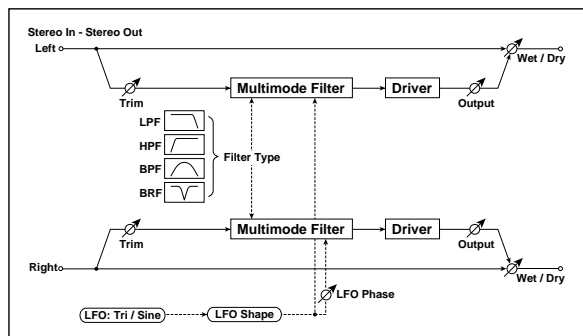 Stereo In - Stereo Out
Left
Wet / Dry
Trim
Multimode Filter
Driver
Output
LPF
HPF
BPF
BRF
Filter Type
Trim
Multimode Filter
Driver
Output
Right
Wet / Dry
LFO Phase
LFO: Tri / Sine
LFO Shape